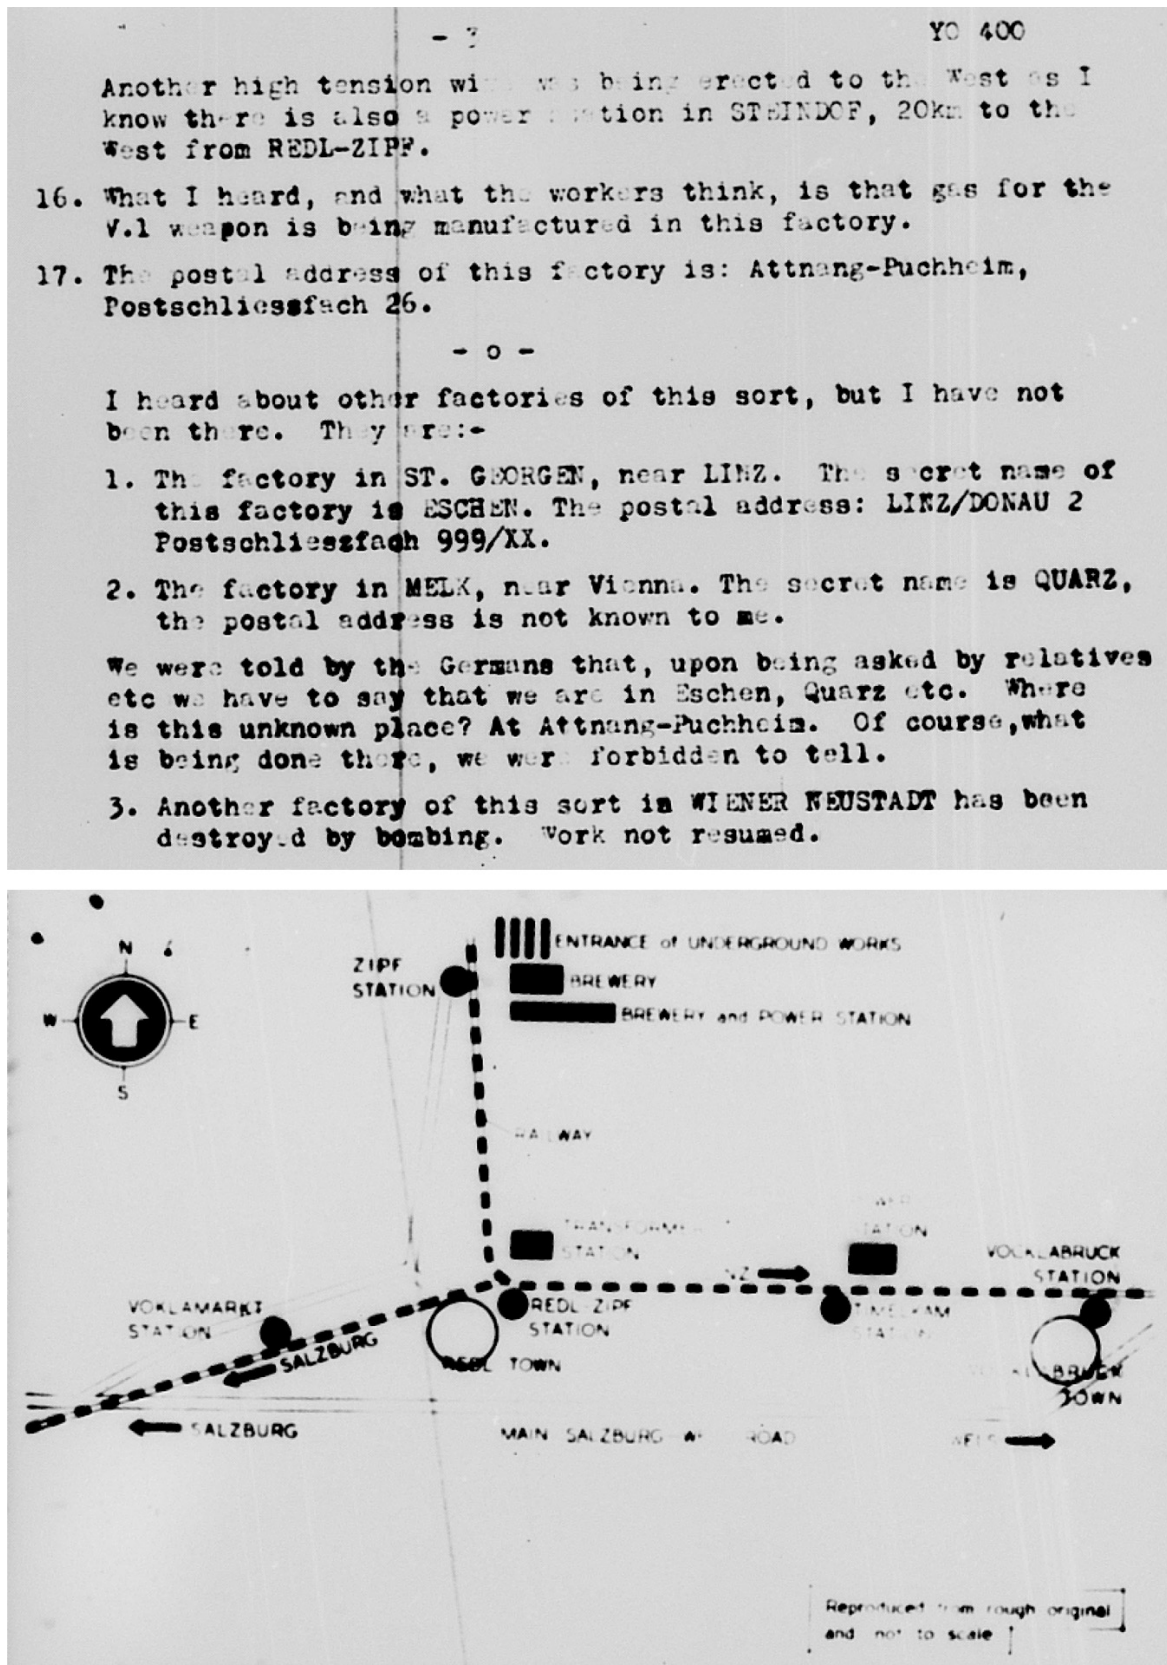 - 3
YO 400
Another high tension wi was being erected to the West as I
know there is also a power station in STEINDOF, 20km to the
West from REDL-ZIPF.
16. What I heard, and what the workers think, is that gas for the
V.1 weapon is being manufactured in this factory.
17. The postal address of this factory is: Attnang-Puchheim,
Postschliessfach 26.
- o -
I heard about other factories of this sort, but I have not
been there. They are:-
1. The factory in ST. GEORGEN, near LINZ. The secret name of
this factory is ESCHEN. The postal address: LINZ/DONAU 2
Postschliessfach 999/XX.
2. The factory in MELK, near Vienna. The secret name is QUARZ,
the postal address is not known to me.
We were told by the Germans that, upon being asked by relatives
etc we have to say that we are in Eschen, Quarz etc. Where
is this unknown place? At Attnang-Puchheim. Of course,what
is being done there, we were forbidden to tell.
3. Another factory of this sort in WIENER NEUSTADT has been
destroyed by bombing. Work not resumed.
N
W E
S
ENTRANCE of UNDERGROUND WORKS
ZIPF
STATION
BREWERY
BREWERY and POWER STATION
RAILWAY
TRANSFORMER
STATION
STATION
VOCKLABRUCK
STATION
VOKLAMARKT
STATION
REDL-ZIPF
STATION
TIMELKAM
STATION
SALZBURG
REDL TOWN
TOWN
SALZBURG
MAIN SALZBURG ROAD
WELS
Reproduced from rough original
and not to scale